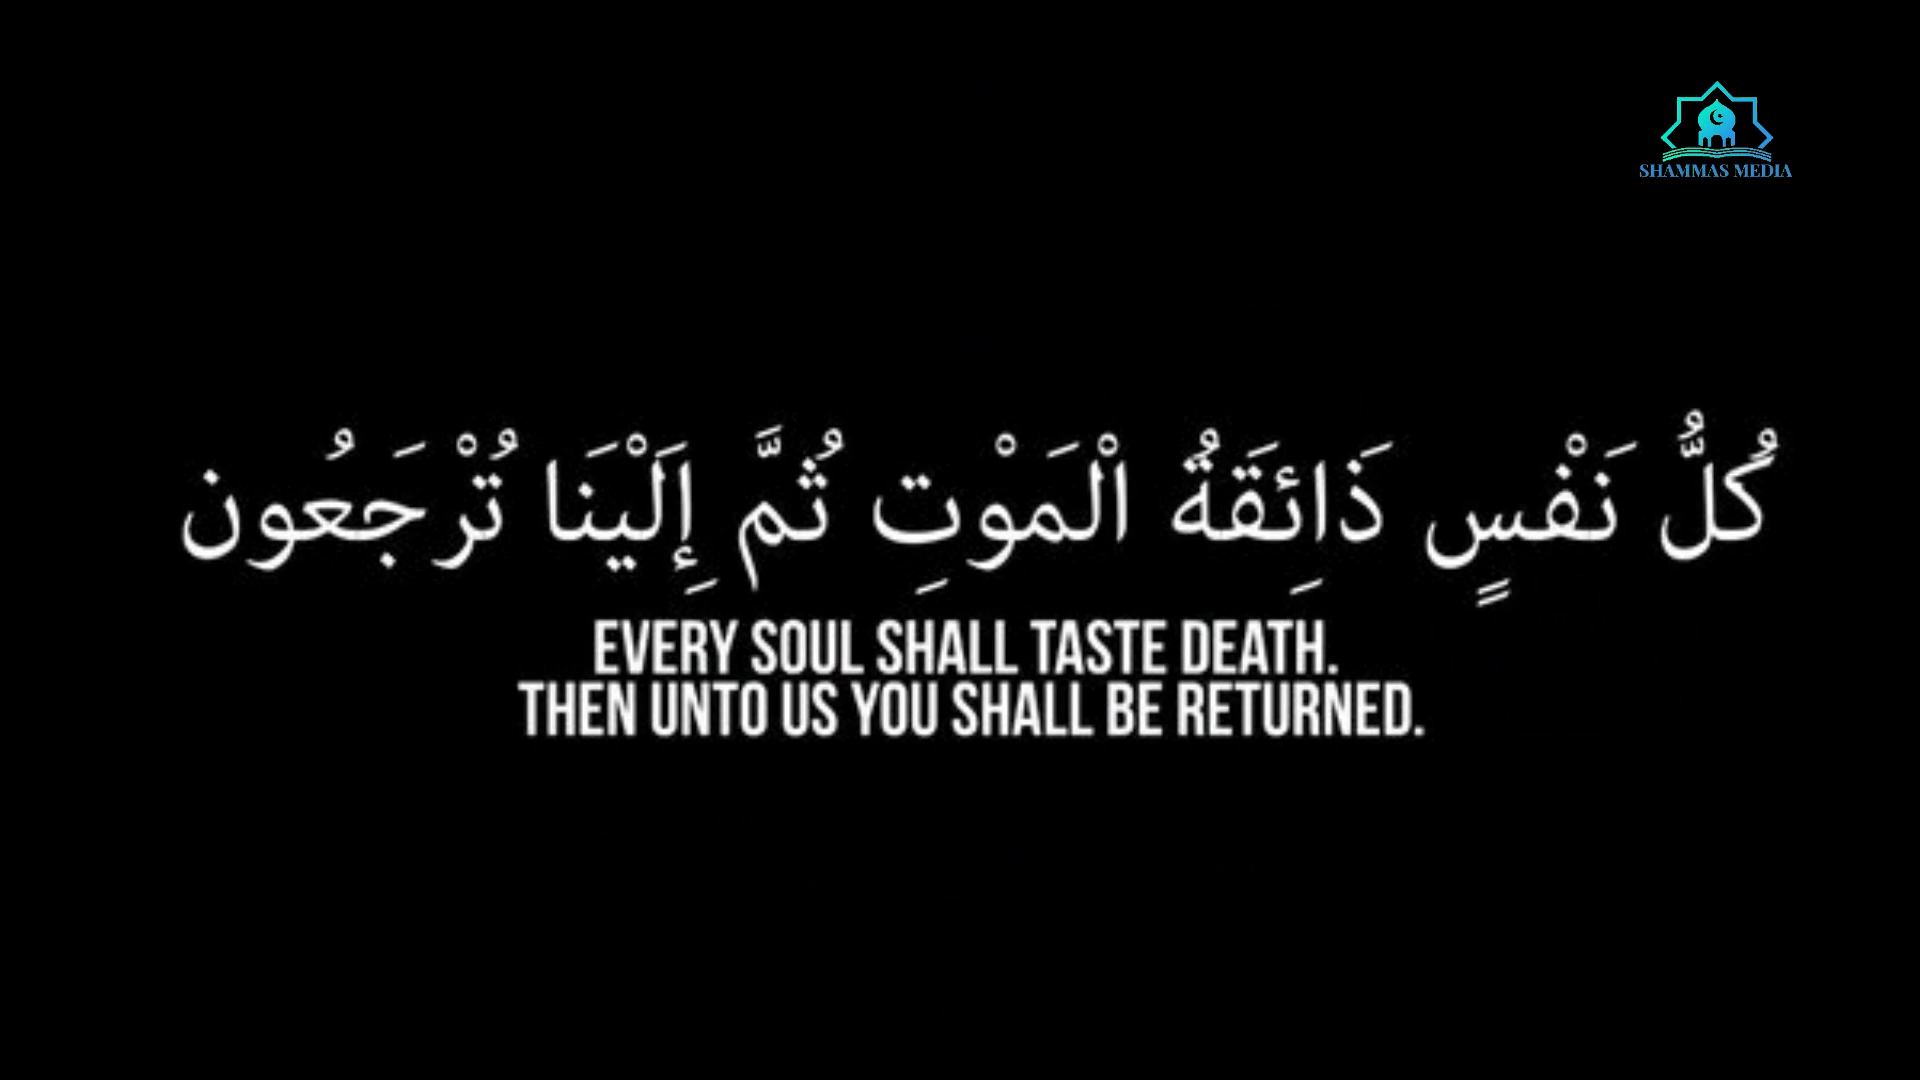 SHAMMAS MEDIA
كُلُّ نَفْسٍ ذَائِقَةُ الْمَوْتِ ثُمَّ إِلَيْنَا تُرْجَعُون
EVERY SOUL SHALL TASTE DEATH.
THEN UNTO US YOU SHALL BE RETURNED.